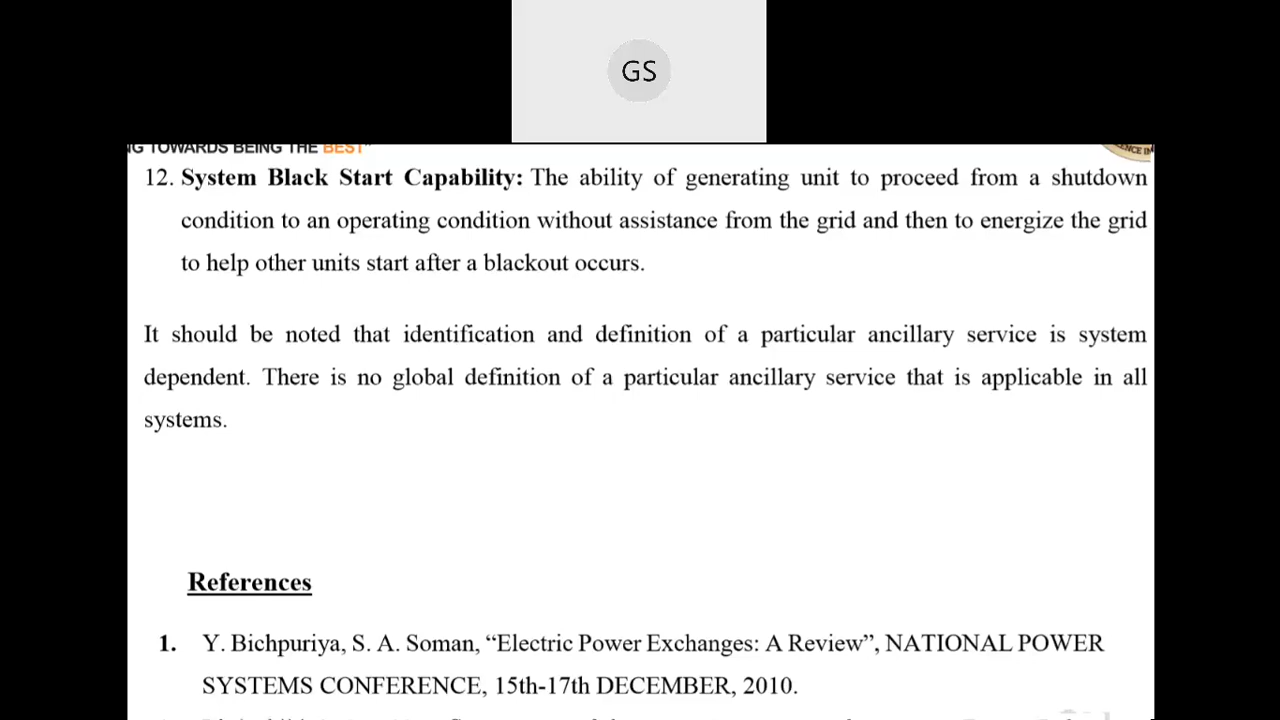 GS
NG TOWARDS BEING THE BEST"
ENCE IN
12. System Black Start Capability: The ability of generating unit to proceed from a shutdown
condition to an operating condition without assistance from the grid and then to energize the grid
to help other units start after a blackout occurs.
It should be noted that identification and definition of a particular ancillary service is system
dependent. There is no global definition of a particular ancillary service that is applicable in all
systems.
References
1. Y. Bichpuriya, S. A. Soman, “Electric Power Exchanges: A Review”, NATIONAL POWER
SYSTEMS CONFERENCE, 15th-17th DECEMBER, 2010.